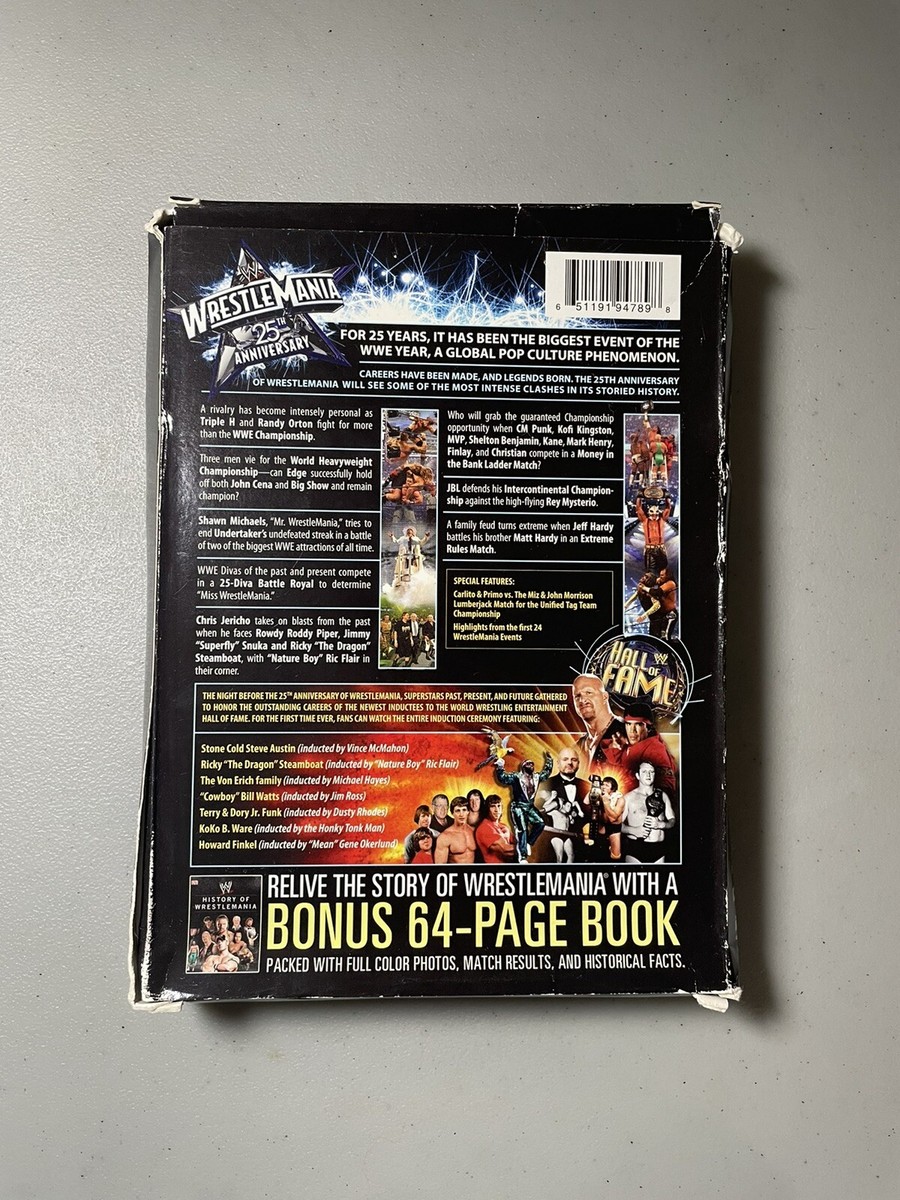 W
WRESTLEMANIA
25TH
ANNIVERSARY
6 51191 94789 8
FOR 25 YEARS, IT HAS BEEN THE BIGGEST EVENT OF THE
WWE YEAR, A GLOBAL POP CULTURE PHENOMENON.
CAREERS HAVE BEEN MADE, AND LEGENDS BORN. THE 25TH ANNIVERSARY
OF WRESTLEMANIA WILL SEE SOME OF THE MOST INTENSE CLASHES IN ITS STORIED HISTORY.
A rivalry has become intensely personal as
Triple H and Randy Orton fight for more
than the WWE Championship.
Three men vie for the World Heavyweight
Championship—can Edge successfully hold
off both John Cena and Big Show and remain
champion?
Shawn Michaels, "Mr. WrestleMania," tries to
end Undertaker's undefeated streak in a battle
of two of the biggest WWE attractions of all time.
WWE Divas of the past and present compete
in a 25-Diva Battle Royal to determine
"Miss WrestleMania."
Chris Jericho takes on blasts from the past
when he faces Rowdy Roddy Piper, Jimmy
"Superfly" Snuka and Ricky "The Dragon"
Steamboat, with "Nature Boy" Ric Flair in
their corner.
Who will grab the guaranteed Championship
opportunity when CM Punk, Kofi Kingston,
MVP, Shelton Benjamin, Kane, Mark Henry,
Finlay, and Christian compete in a Money in
the Bank Ladder Match?
JBL defends his Intercontinental Champion-
ship against the high-flying Rey Mysterio.
A family feud turns extreme when Jeff Hardy
battles his brother Matt Hardy in an Extreme
Rules Match.
SPECIAL FEATURES:
Carlito & Primo vs. The Miz & John Morrison
Lumberjack Match for the Unified Tag Team
Championship
Highlights from the first 24
WrestleMania Events
W
HALL
OF
FAME
THE NIGHT BEFORE THE 25TH ANNIVERSARY OF WRESTLEMANIA, SUPERSTARS PAST, PRESENT, AND FUTURE GATHERED
TO HONOR THE OUTSTANDING CAREERS OF THE NEWEST INDUCTEES TO THE WORLD WRESTLING ENTERTAINMENT
HALL OF FAME. FOR THE FIRST TIME EVER, FANS CAN WATCH THE ENTIRE INDUCTION CEREMONY FEATURING:
Stone Cold Steve Austin (inducted by Vince McMahon)
Ricky "The Dragon" Steamboat (inducted by "Nature Boy" Ric Flair)
The Von Erich family (inducted by Michael Hayes)
"Cowboy" Bill Watts (inducted by Jim Ross)
Terry & Dory Jr. Funk (inducted by Dusty Rhodes)
KoKo B. Ware (inducted by the Honky Tonk Man)
Howard Finkel (inducted by "Mean" Gene Okerlund)
W
HISTORY OF
WRESTLEMANIA
RELIVE THE STORY OF WRESTLEMANIA® WITH A
BONUS 64-PAGE BOOK
PACKED WITH FULL COLOR PHOTOS, MATCH RESULTS, AND HISTORICAL FACTS.